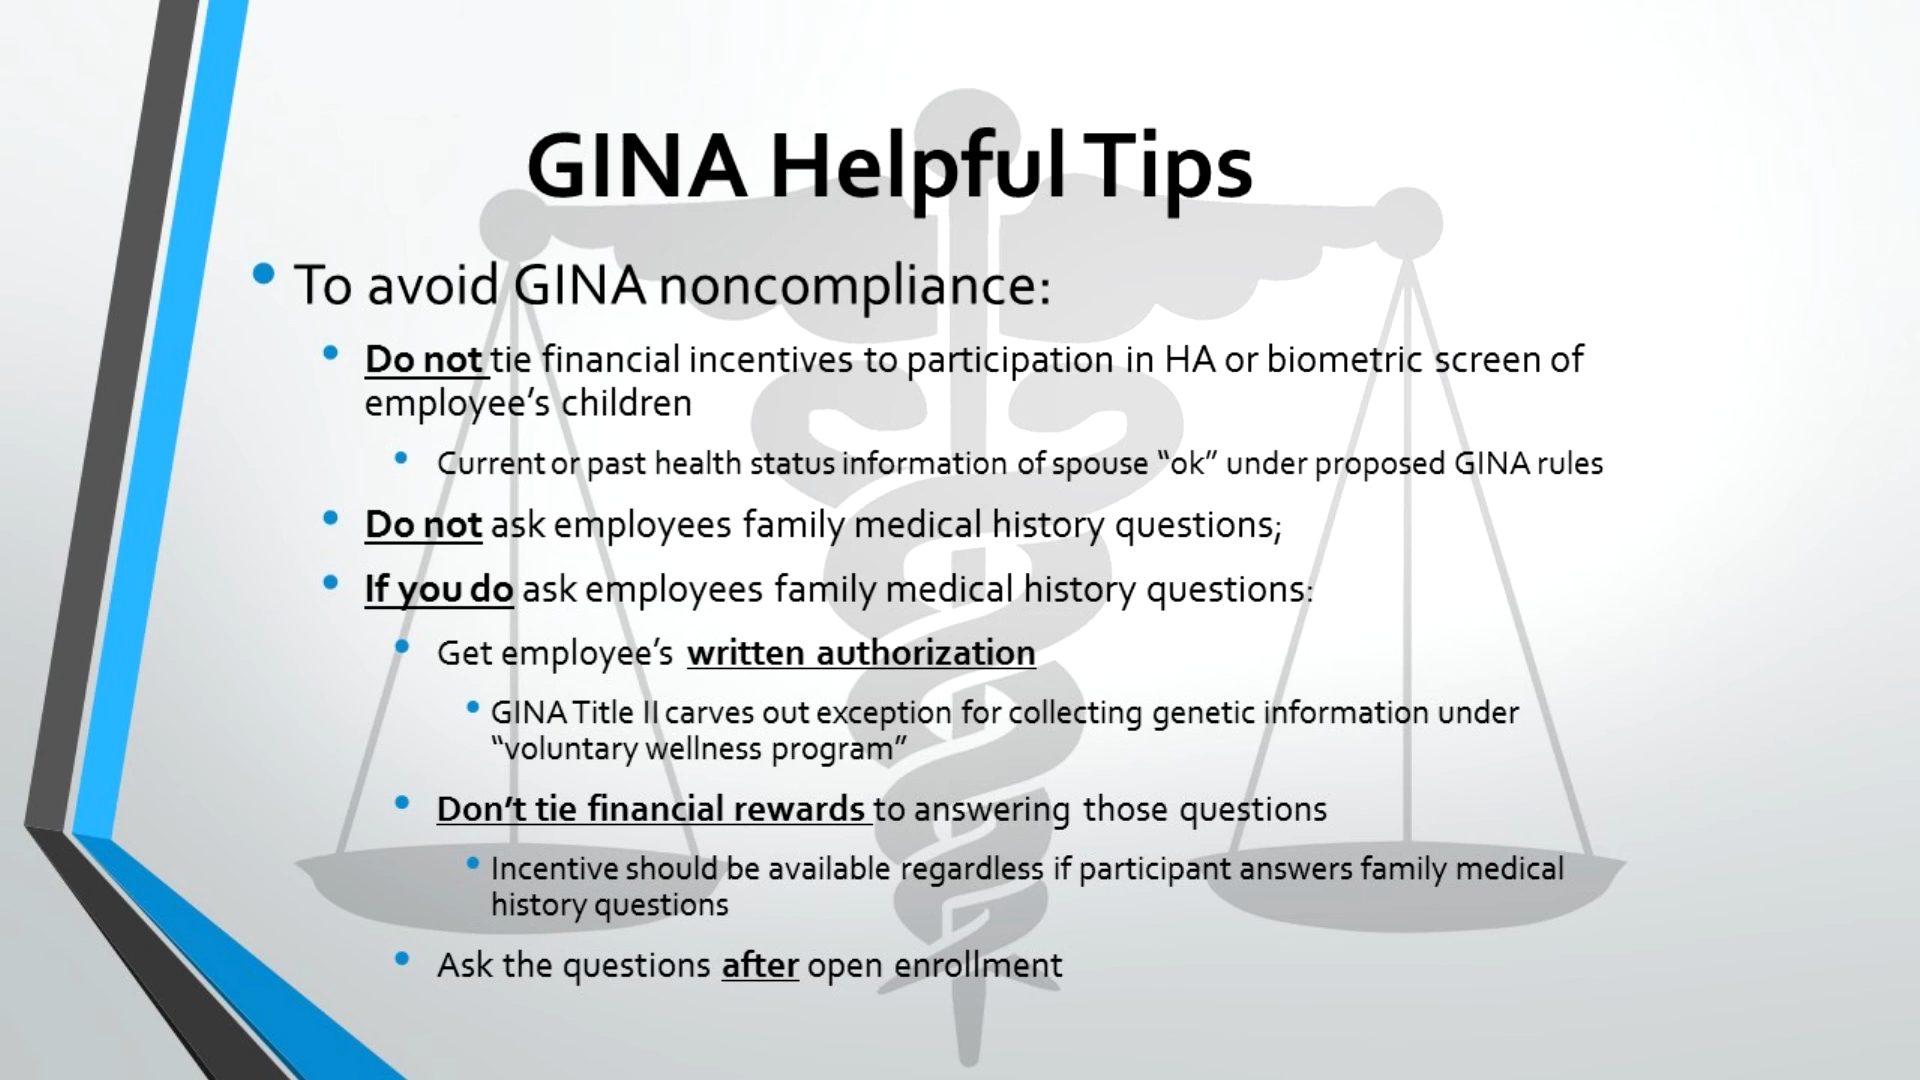 GINA Helpful Tips
• To avoid GINA noncompliance:
• Do not tie financial incentives to participation in HA or biometric screen of
employee’s children
• Current or past health status information of spouse “ok” under proposed GINA rules
• Do not ask employees family medical history questions;
• If you do ask employees family medical history questions:
• Get employee’s written authorization
• GINA Title II carves out exception for collecting genetic information under
“voluntary wellness program”
• Don’t tie financial rewards to answering those questions
• Incentive should be available regardless if participant answers family medical
history questions
• Ask the questions after open enrollment